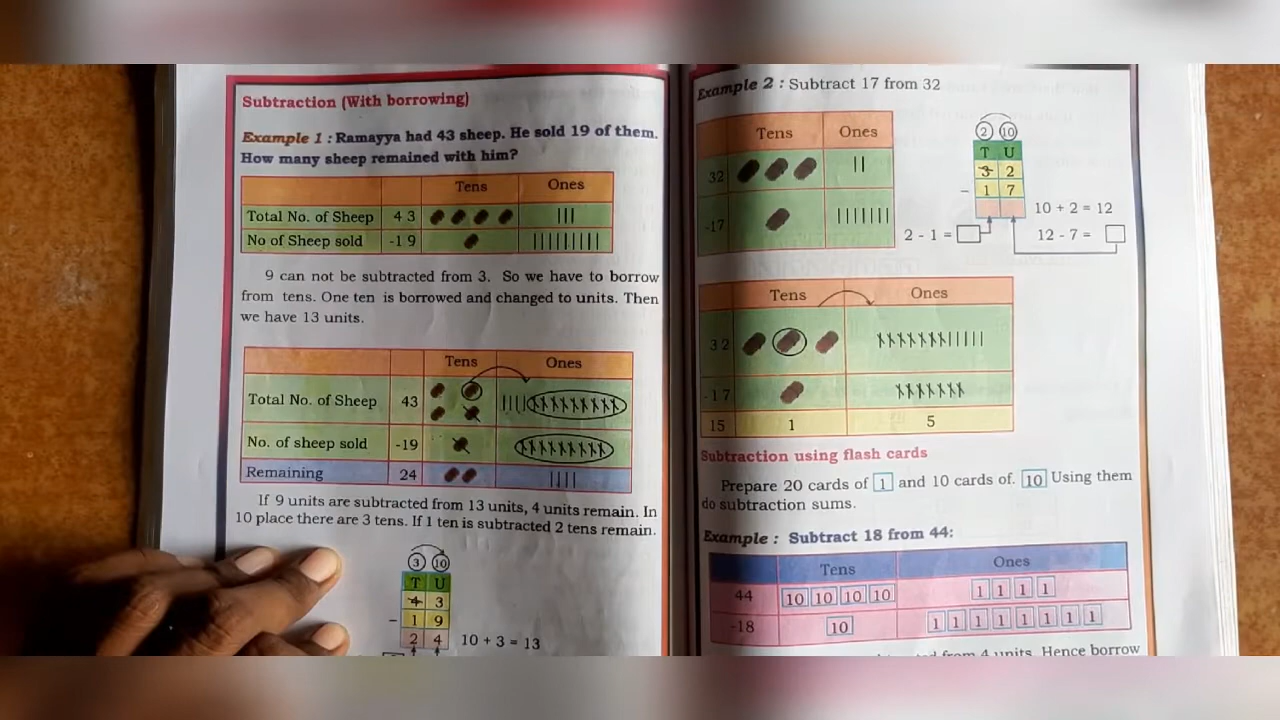 Subtraction (With borrowing)
Example 1 : Ramayya had 43 sheep. He sold 19 of them.
How many sheep remained with him?
Tens Ones
Total No. of Sheep 4 3
No of Sheep sold -1 9
9 can not be subtracted from 3. So we have to borrow
from tens. One ten is borrowed and changed to units. Then
we have 13 units.
Tens Ones
Total No. of Sheep 43
No. of sheep sold -19
Remaining 24
If 9 units are subtracted from 13 units, 4 units remain. In
10 place there are 3 tens. If 1 ten is subtracted 2 tens remain.
3 10
T U
4 3
- 1 9
2 4 10 + 3 = 13
Example 2 : Subtract 17 from 32
Tens Ones
32
-17
2 10
T U
3 2
- 1 7
10 + 2 = 12
2 - 1 = 12 - 7 =
Tens Ones
3 2
-1 7
15 1 5
Subtraction using flash cards
Prepare 20 cards of 1 and 10 cards of. 10 Using them
do subtraction sums.
Example : Subtract 18 from 44:
Tens Ones
44 10 10 10 10 1 1 1 1
-18 10 1 1 1 1 1 1 1 1
from 4 units. Hence borrow